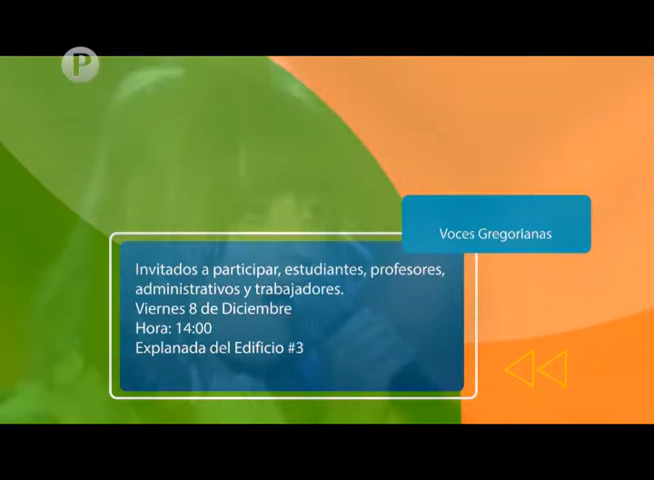 P
Voces Gregorianas
Invitados a participar, estudiantes, profesores,
administrativos y trabajadores.
Viernes 8 de Diciembre
Hora: 14:00
Explanada del Edificio #3